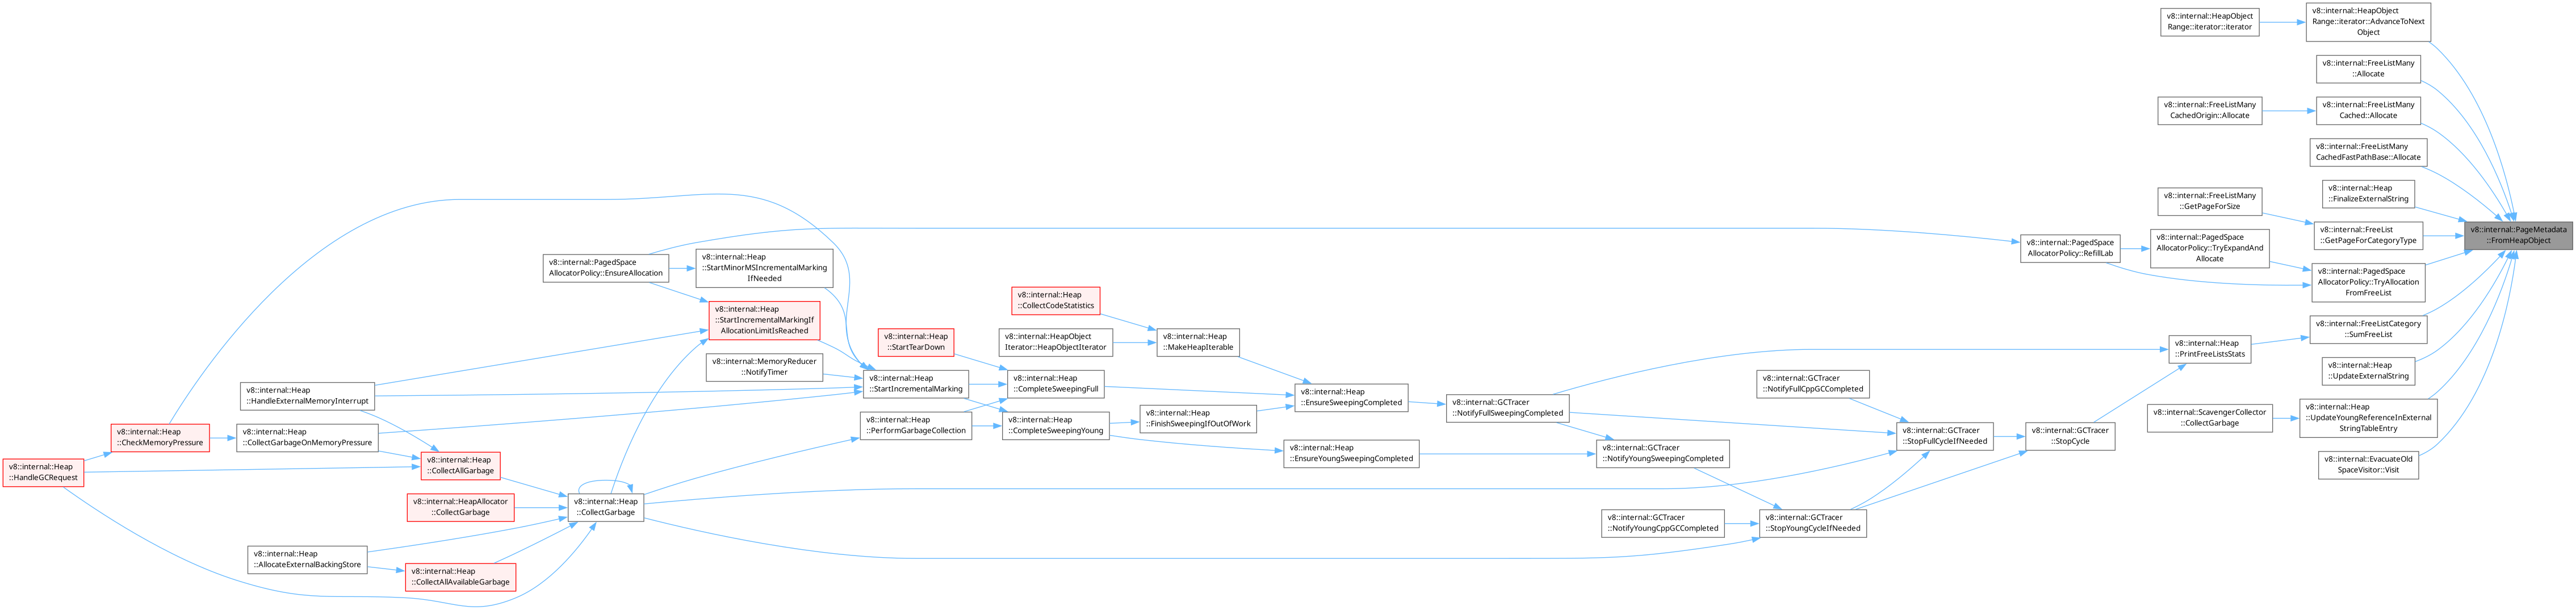 v8::internal::HeapObject
Range::iterator::iterator
v8::internal::HeapObject
Range::iterator::AdvanceToNext
Object
v8::internal::FreeListMany
::Allocate
v8::internal::FreeListMany
CachedOrigin::Allocate
v8::internal::FreeListMany
Cached::Allocate
v8::internal::FreeListMany
CachedFastPathBase::Allocate
v8::internal::Heap
::FinalizeExternalString
v8::internal::FreeListMany
::GetPageForSize
v8::internal::FreeList
::GetPageForCategoryType
v8::internal::PageMetadata
::FromHeapObject
v8::internal::PagedSpace
AllocatorPolicy::EnsureAllocation
v8::internal::Heap
::StartMinorMSIncrementalMarking
IfNeeded
v8::internal::PagedSpace
AllocatorPolicy::RefillLab
v8::internal::PagedSpace
AllocatorPolicy::TryExpandAnd
Allocate
v8::internal::PagedSpace
AllocatorPolicy::TryAllocation
FromFreeList
v8::internal::Heap
::StartIncrementalMarkingIf
AllocationLimitIsReached
v8::internal::Heap
::CollectCodeStatistics
v8::internal::FreeListCategory
::SumFreeList
v8::internal::Heap
::StartTearDown
v8::internal::HeapObject
Iterator::HeapObjectIterator
v8::internal::Heap
::MakeHeapIterable
v8::internal::Heap
::PrintFreeListsStats
v8::internal::Heap
::UpdateExternalString
v8::internal::MemoryReducer
::NotifyTimer
v8::internal::Heap
::StartIncrementalMarking
v8::internal::Heap
::CompleteSweepingFull
v8::internal::Heap
::EnsureSweepingCompleted
v8::internal::GCTracer
::NotifyFullSweepingCompleted
v8::internal::GCTracer
::NotifyFullCppGCCompleted
v8::internal::Heap
::HandleExternalMemoryInterrupt
v8::internal::Heap
::PerformGarbageCollection
v8::internal::Heap
::CompleteSweepingYoung
v8::internal::Heap
::FinishSweepingIfOutOfWork
v8::internal::ScavengerCollector
::CollectGarbage
v8::internal::Heap
::UpdateYoungReferenceInExternal
StringTableEntry
v8::internal::Heap
::CheckMemoryPressure
v8::internal::Heap
::CollectGarbageOnMemoryPressure
v8::internal::GCTracer
::StopFullCycleIfNeeded
v8::internal::GCTracer
::StopCycle
v8::internal::Heap
::EnsureYoungSweepingCompleted
v8::internal::GCTracer
::NotifyYoungSweepingCompleted
v8::internal::Heap
::HandleGCRequest
v8::internal::Heap
::CollectAllGarbage
v8::internal::EvacuateOld
SpaceVisitor::Visit
v8::internal::HeapAllocator
::CollectGarbage
v8::internal::Heap
::CollectGarbage
v8::internal::GCTracer
::NotifyYoungCppGCCompleted
v8::internal::GCTracer
::StopYoungCycleIfNeeded
v8::internal::Heap
::AllocateExternalBackingStore
v8::internal::Heap
::CollectAllAvailableGarbage